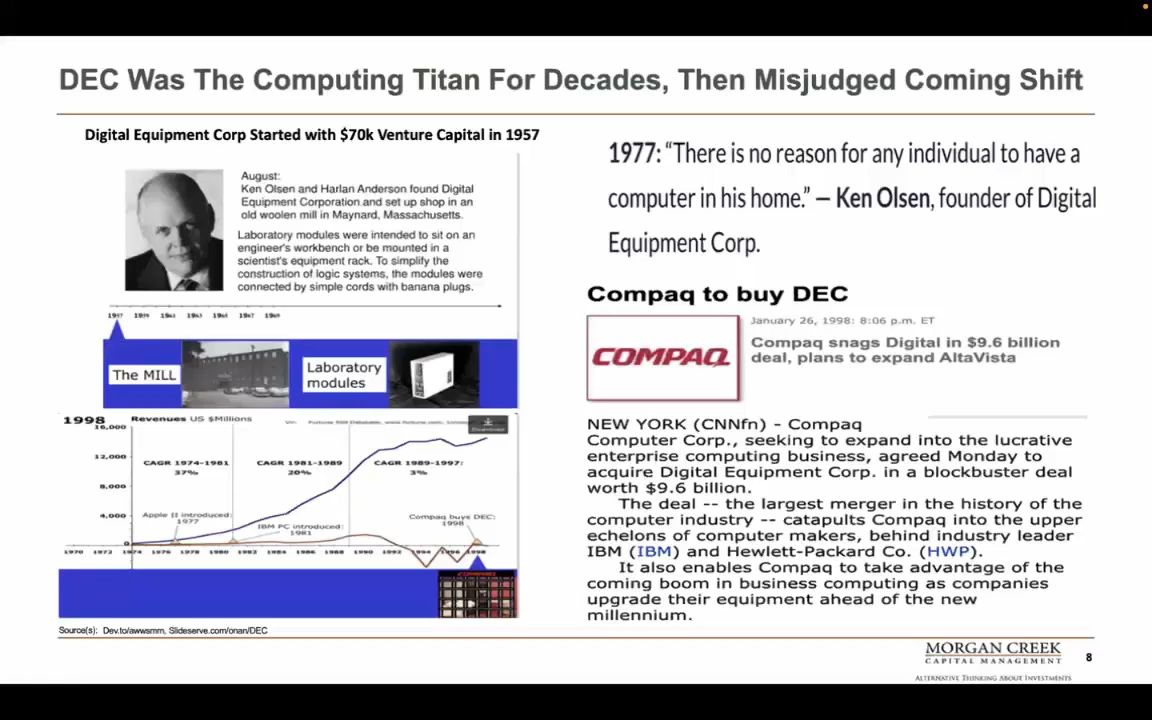 DEC Was The Computing Titan For Decades, Then Misjudged Coming Shift
Digital Equipment Corp Started with $70k Venture Capital in 1957
August:
Ken Olsen and Harlan Anderson found Digital
Equipment Corporation and set up shop in an
old woolen mill in Maynard, Massachusetts.
Laboratory modules were intended to sit on an
engineer's workbench or be mounted in a
scientist's equipment rack. To simplify the
construction of logic systems, the modules were
connected by simple cords with banana plugs.
1957 1959 1961 1963 1965 1967 1969
The MILL
Laboratory
modules
1998
Revenues US $Millions
Download
16,000
12,000
8,000
4,000
0
CAGR 1974-1981
37%
CAGR 1981-1989
20%
CAGR 1989-1997:
3%
Apple II introduced:
1977
IBM PC introduced:
1981
Compaq buys DEC:
1998
1970 1972 1974 1976 1978 1980 1982 1984 1986 1988 1990 1992 1994 1996 1998
Source(s): Dev.to/awwsmm, Slideserve.com/onan/DEC
1977: “There is no reason for any individual to have a
computer in his home.” — Ken Olsen, founder of Digital
Equipment Corp.
Compaq to buy DEC
COMPAQ
January 26, 1998: 8:06 p.m. ET
Compaq snags Digital in $9.6 billion
deal, plans to expand AltaVista
NEW YORK (CNNfn) - Compaq
Computer Corp., seeking to expand into the lucrative
enterprise computing business, agreed Monday to
acquire Digital Equipment Corp. in a blockbuster deal
worth $9.6 billion.
The deal -- the largest merger in the history of the
computer industry -- catapults Compaq into the upper
echelons of computer makers, behind industry leader
IBM (IBM) and Hewlett-Packard Co. (HWP).
It also enables Compaq to take advantage of the
coming boom in business computing as companies
upgrade their equipment ahead of the new
millennium.
MORGAN CREEK
CAPITAL MANAGEMENT
ALTERNATIVE THINKING ABOUT INVESTMENTS
8